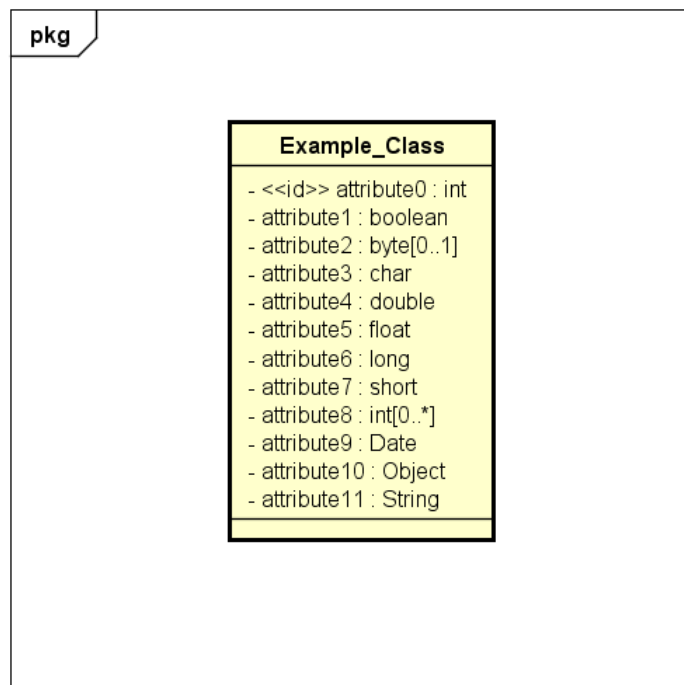 pkg
Example_Class
- <<id>> attribute0 : int
- attribute1 : boolean
- attribute2 : byte[0..1]
- attribute3 : char
- attribute4 : double
- attribute5 : float
- attribute6 : long
- attribute7 : short
- attribute8 : int[0..*]
- attribute9 : Date
- attribute10 : Object
- attribute11 : String